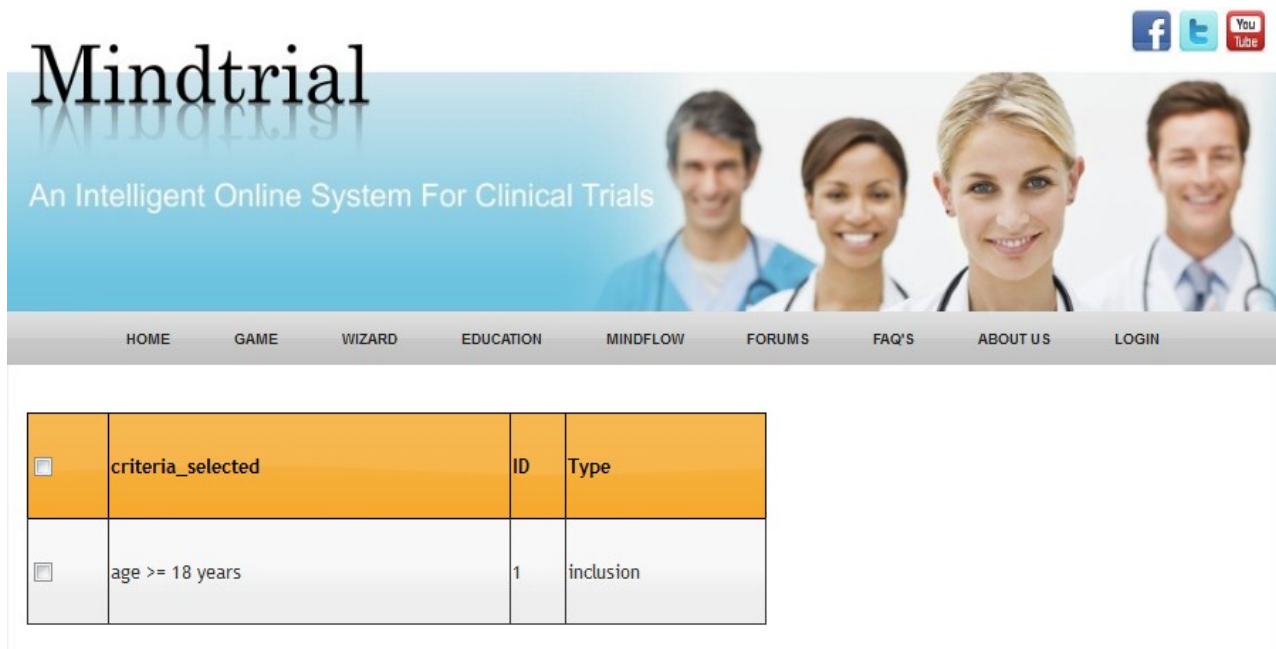 You
Tube
Mindtrial
An Intelligent Online System For Clinical Trials
HOME GAME WIZARD EDUCATION MINDFLOW FORUMS FAQ'S ABOUT US LOGIN
criteria_selected ID Type
age >= 18 years 1 inclusion